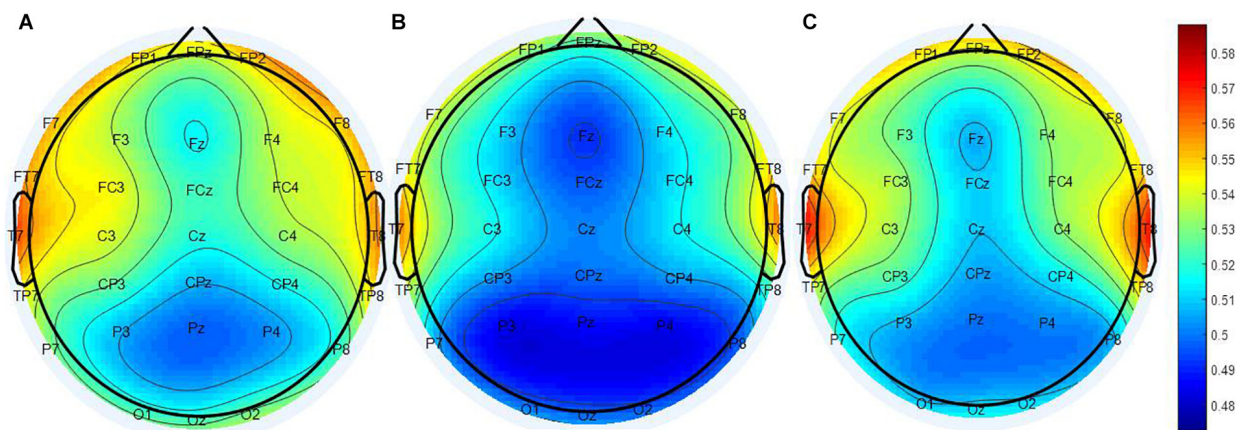 A B C
FP1 FPz FP2
F7 F3 Fz F4 F8
FT7 FC3 FCz FC4 FT8
T7 C3 Cz C4 T8
TP7 CP3 CPz CP4 TP8
P7 P3 Pz P4 P8
O1 Oz O2
FP1 FPz FP2
F7 F3 Fz F4 F8
FT7 FC3 FCz FC4 FT8
T7 C3 Cz C4 T8
TP7 CP3 CPz CP4 TP8
P7 P3 Pz P4 P8
O1 Oz O2
FP1 FPz FP2
F7 F3 Fz F4 F8
FT7 FC3 FCz FC4 FT8
T7 C3 Cz C4 T8
TP7 CP3 CPz CP4 TP8
P7 P3 Pz P4 P8
O1 Oz O2
0.58
0.57
0.56
0.55
0.54
0.53
0.52
0.51
0.5
0.49
0.48